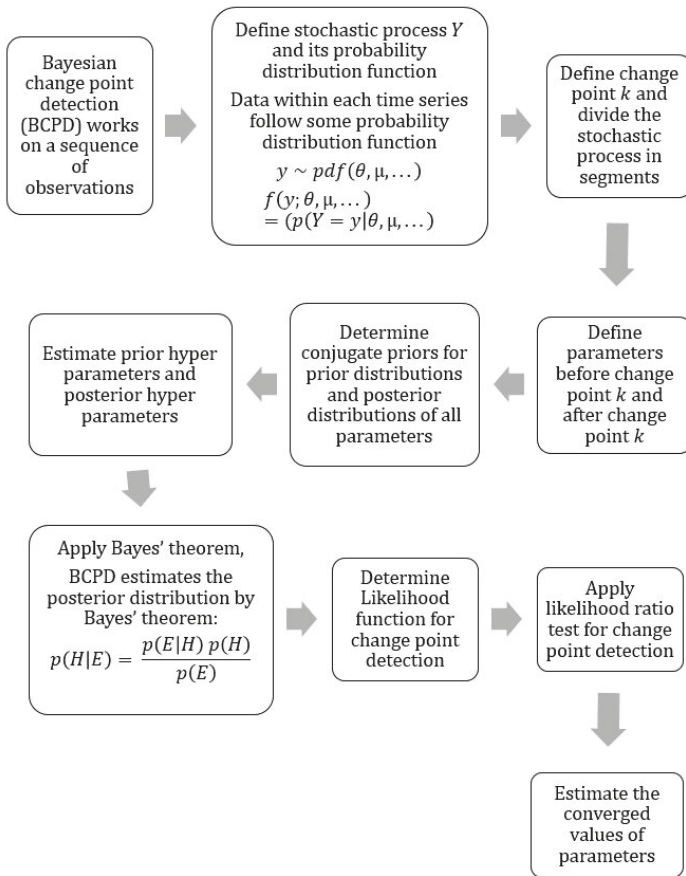 Bayesian
change point
detection
(BCPD) works
on a sequence
of
observations
Define stochastic process Y
and its probability
distribution function
Data within each time series
follow some probability
distribution function
y ~ pdf(θ, μ, … )
f(y; θ, μ, … )
= (p(Y = y|θ, μ, … )
Define change
point k and
divide the
stochastic
process in
segments
Define
parameters
before change
point k and
after change
point k
Determine
conjugate priors for
prior distributions
and posterior
distributions of all
parameters
Estimate prior hyper
parameters and
posterior hyper
parameters
Apply Bayes’ theorem,
BCPD estimates the
posterior distribution by
Bayes’ theorem:
p(H|E) = p(E|H) p(H) / p(E)
Determine
Likelihood
function for
change point
detection
Apply
likelihood ratio
test for change
point detection
Estimate the
converged
values of
parameters